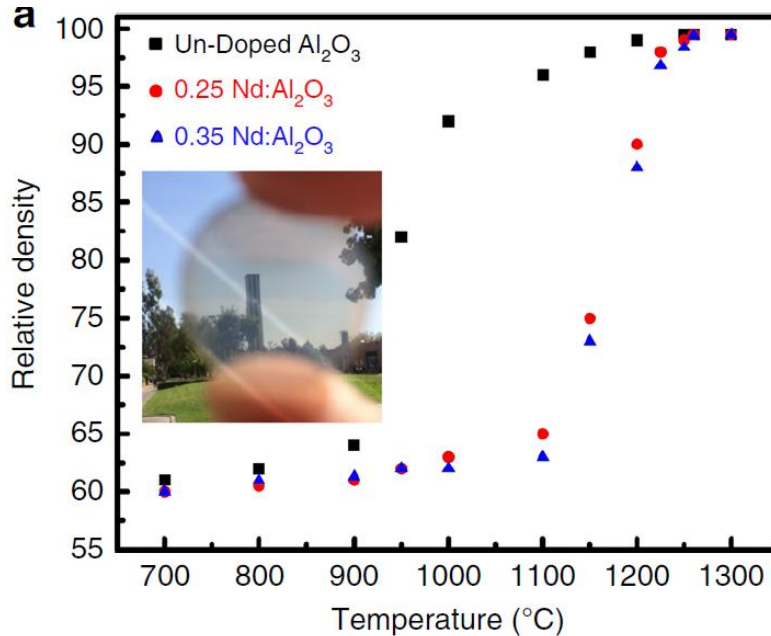 a
100
95
90
85
80
75
70
65
60
55
Relative density
Un-Doped Al₂O₃
0.25 Nd:Al₂O₃
0.35 Nd:Al₂O₃
700 800 900 1000 1100 1200 1300
Temperature (°C)